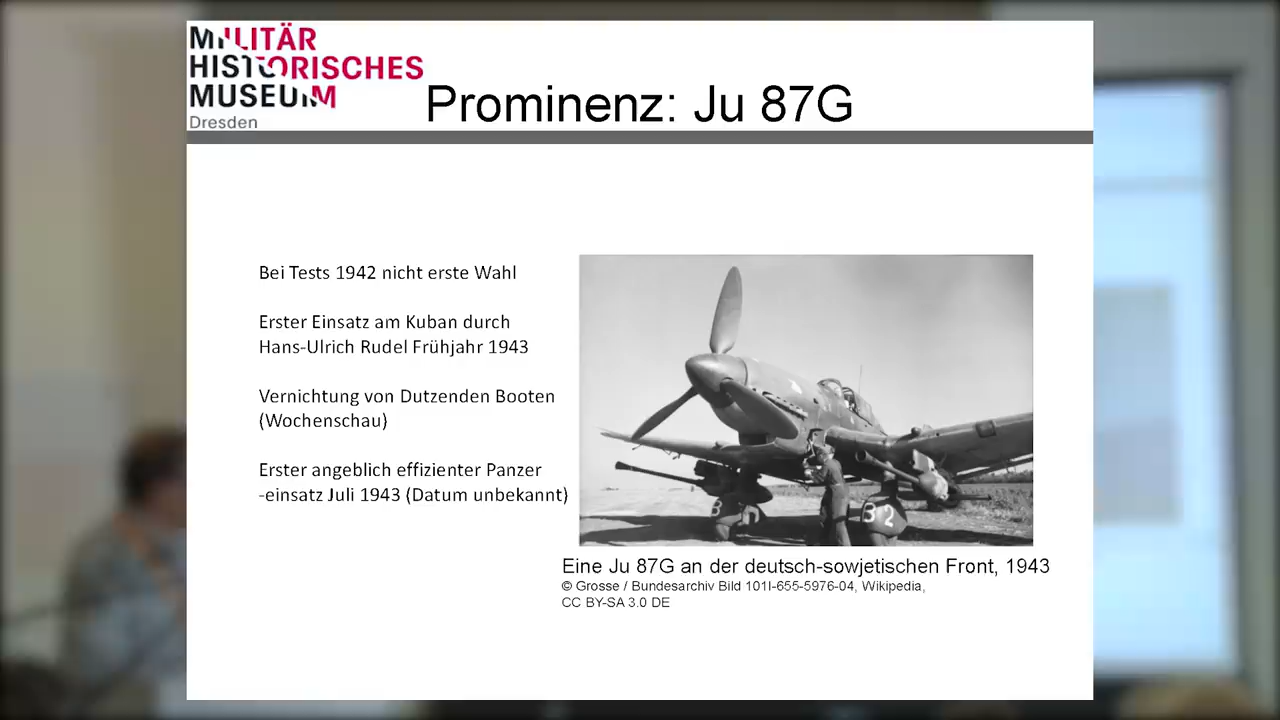 MILITÄR
HISTORISCHES
MUSEUM
Dresden
Prominenz: Ju 87G
Bei Tests 1942 nicht erste Wahl
Erster Einsatz am Kuban durch
Hans-Ulrich Rudel Frühjahr 1943
Vernichtung von Dutzenden Booten
(Wochenschau)
Erster angeblich effizienter Panzer
-einsatz Juli 1943 (Datum unbekannt)
B
B 2
Eine Ju 87G an der deutsch-sowjetischen Front, 1943
© Grosse / Bundesarchiv Bild 101I-655-5976-04, Wikipedia,
CC BY-SA 3.0 DE